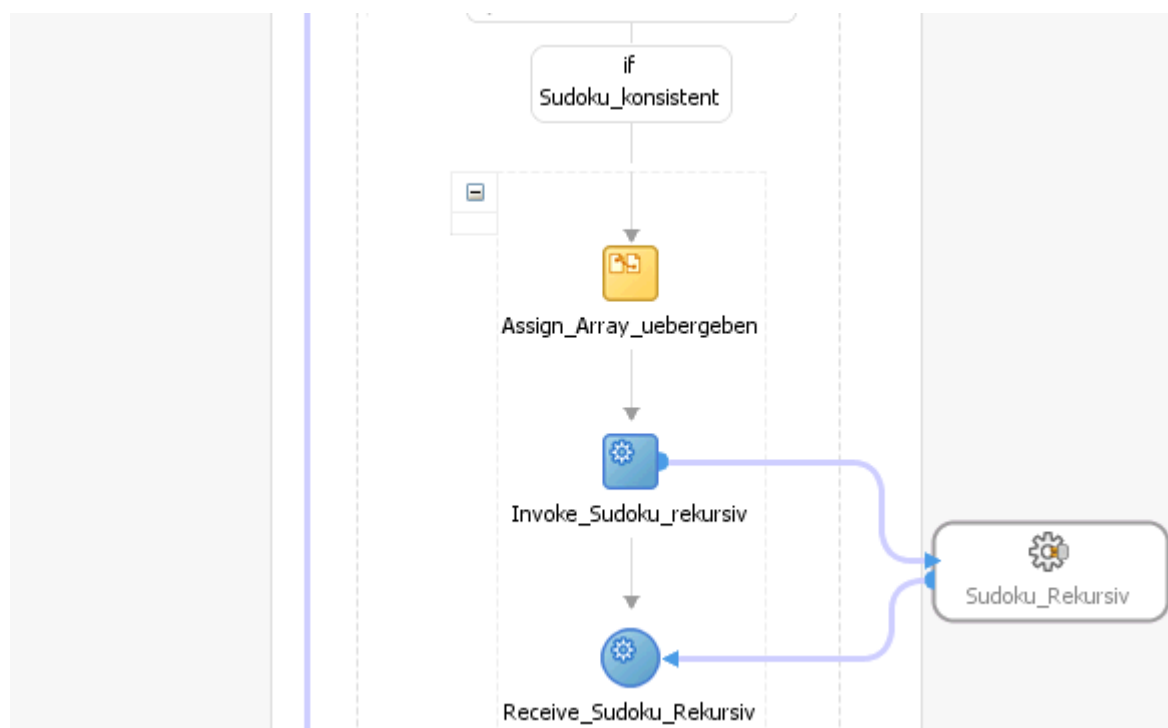 if
Sudoku_konsistent
Assign_Array_uebergeben
Invoke_Sudoku_rekursiv
Sudoku_Rekursiv
Receive_Sudoku_Rekursiv